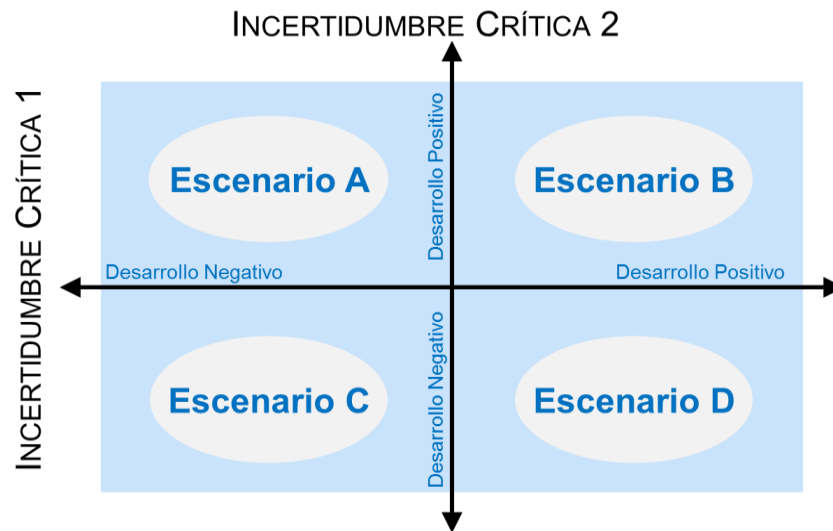 INCERTIDUMBRE CRÍTICA 2
INCERTIDUMBRE CRÍTICA 1
Desarrollo Positivo
Escenario A
Escenario B
Desarrollo Negativo
Desarrollo Positivo
Desarrollo Negativo
Escenario C
Escenario D